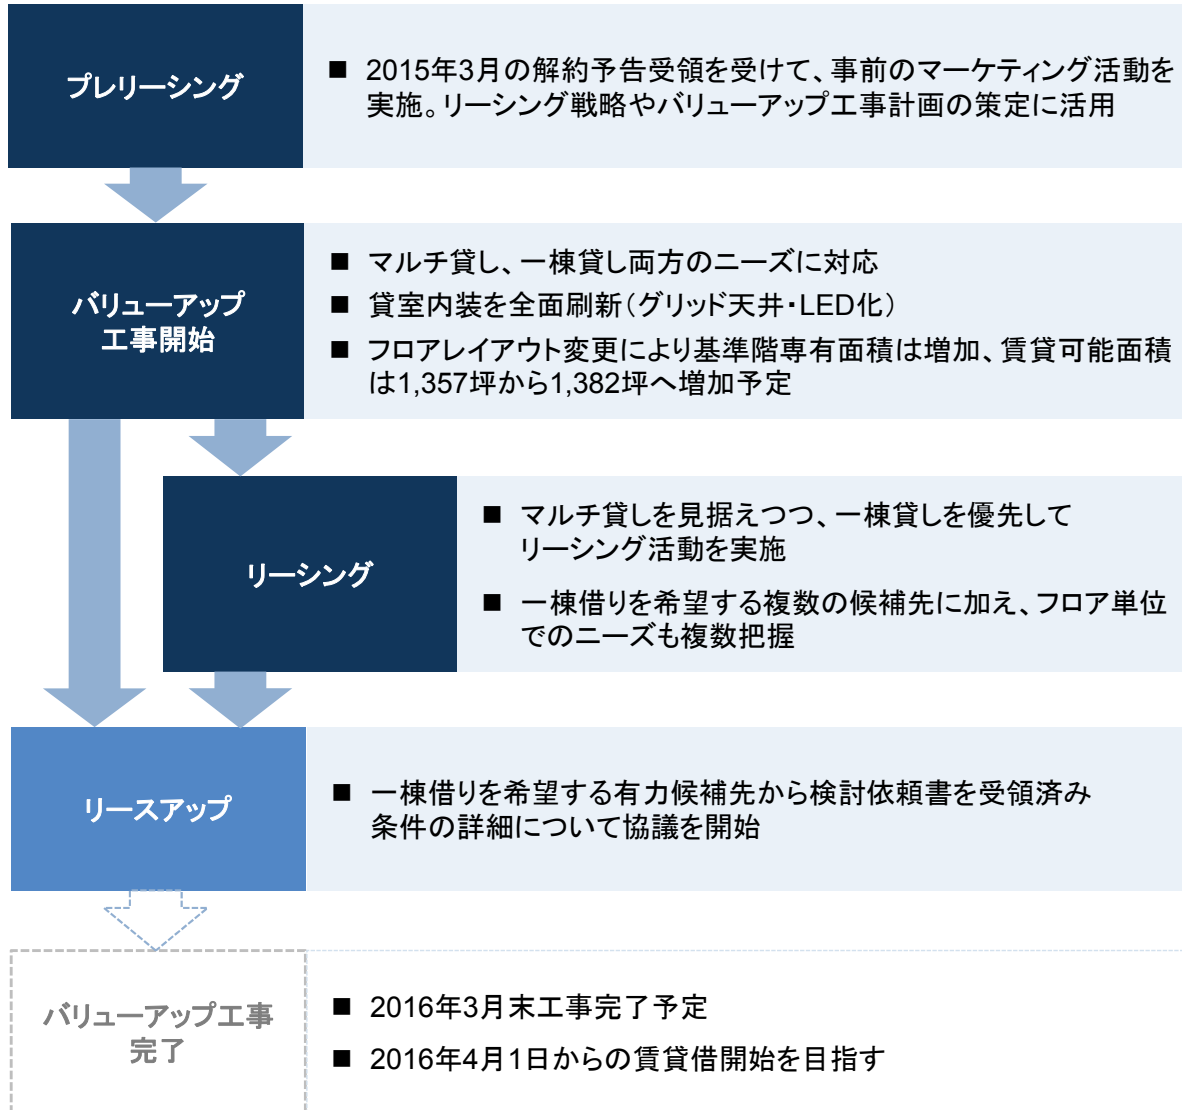 プレリーシング
■ 2015年3月の解約予告受領を受けて、事前のマーケティング活動を
実施。リーシング戦略やバリューアップ工事計画の策定に活用
バリューアップ
工事開始
■ マルチ貸し、一棟貸し両方のニーズに対応
■ 貸室内装を全面刷新（グリッド天井・LED化）
■ フロアレイアウト変更により基準階専有面積は増加、賃貸可能面積
は1,357坪から1,382坪へ増加予定
リーシング
■ マルチ貸しを見据えつつ、一棟貸しを優先して
リーシング活動を実施
■ 一棟借りを希望する複数の候補先に加え、フロア単位
でのニーズも複数把握
リースアップ
■ 一棟借りを希望する有力候補先から検討依頼書を受領済み
条件の詳細について協議を開始
バリューアップ工事
完了
■ 2016年3月末工事完了予定
■ 2016年4月1日からの賃貸借開始を目指す